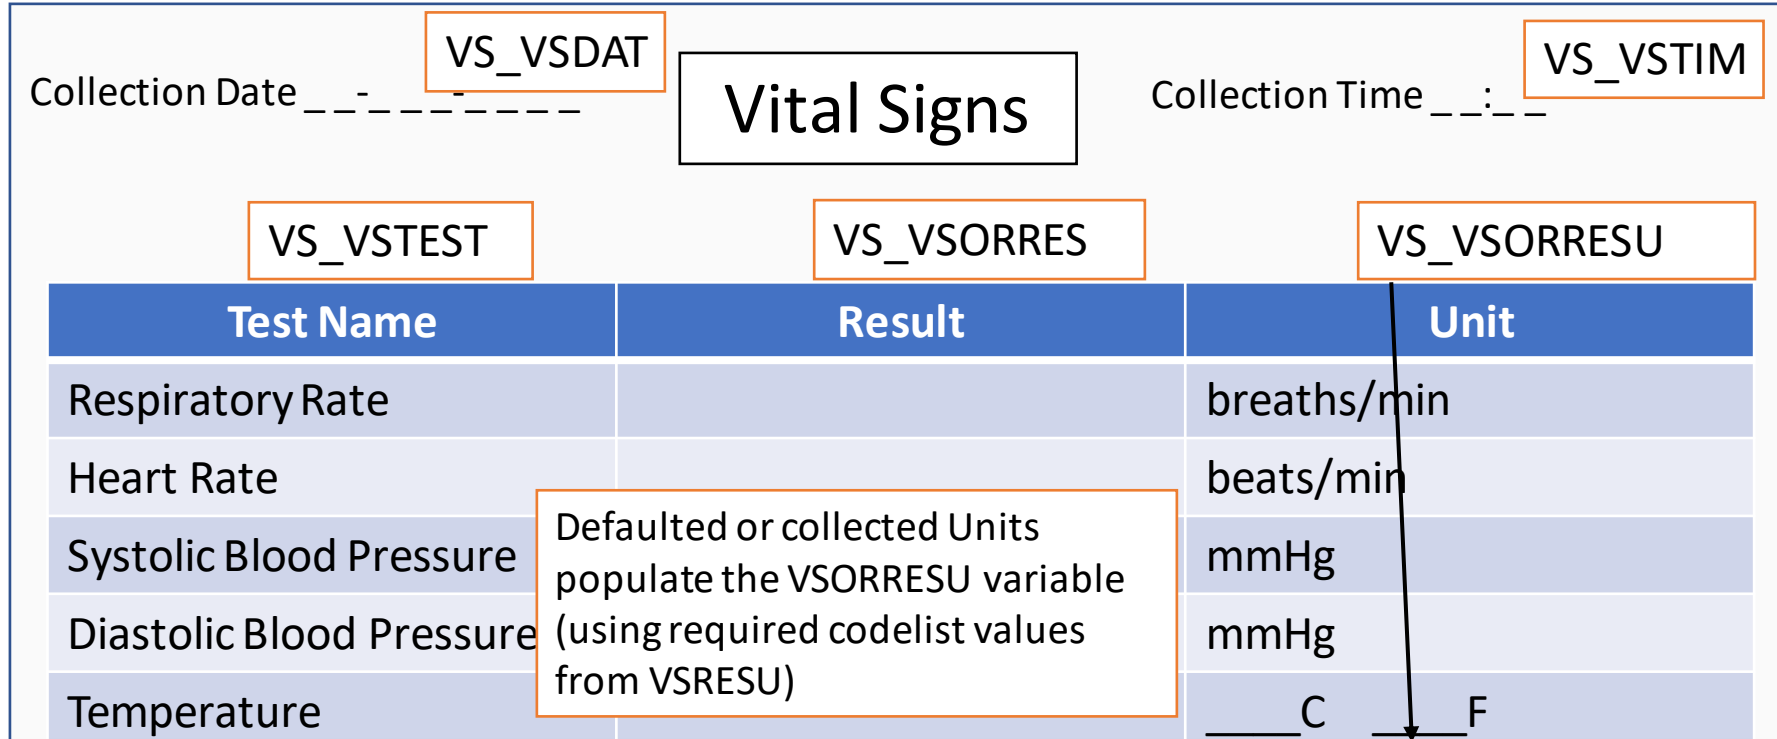 VS_VSDAT
VS_VSTIM
Collection Date _ _-_ _ _-_ _ _ _
Vital Signs
Collection Time _ _:_ _
VS_VSTEST
VS_VSORRES
VS_VSORRESU
Test Name
Result
Unit
Respiratory Rate
breaths/min
Heart Rate
beats/min
Systolic Blood Pressure
mmHg
Diastolic Blood Pressure
mmHg
Defaulted or collected Units
populate the VSORRESU variable
(using required codelist values
from VSRESU)
Temperature
____C ____F